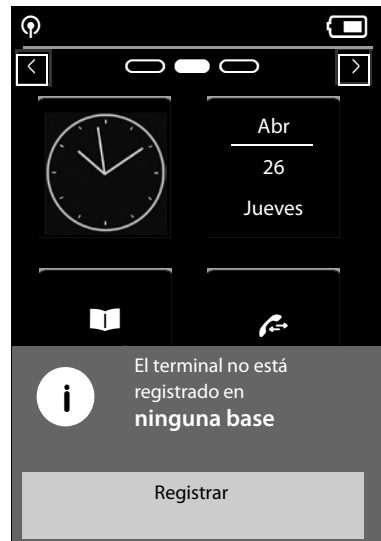 Abr
26
Jueves
El terminal no está
registrado en
ninguna base
Registrar